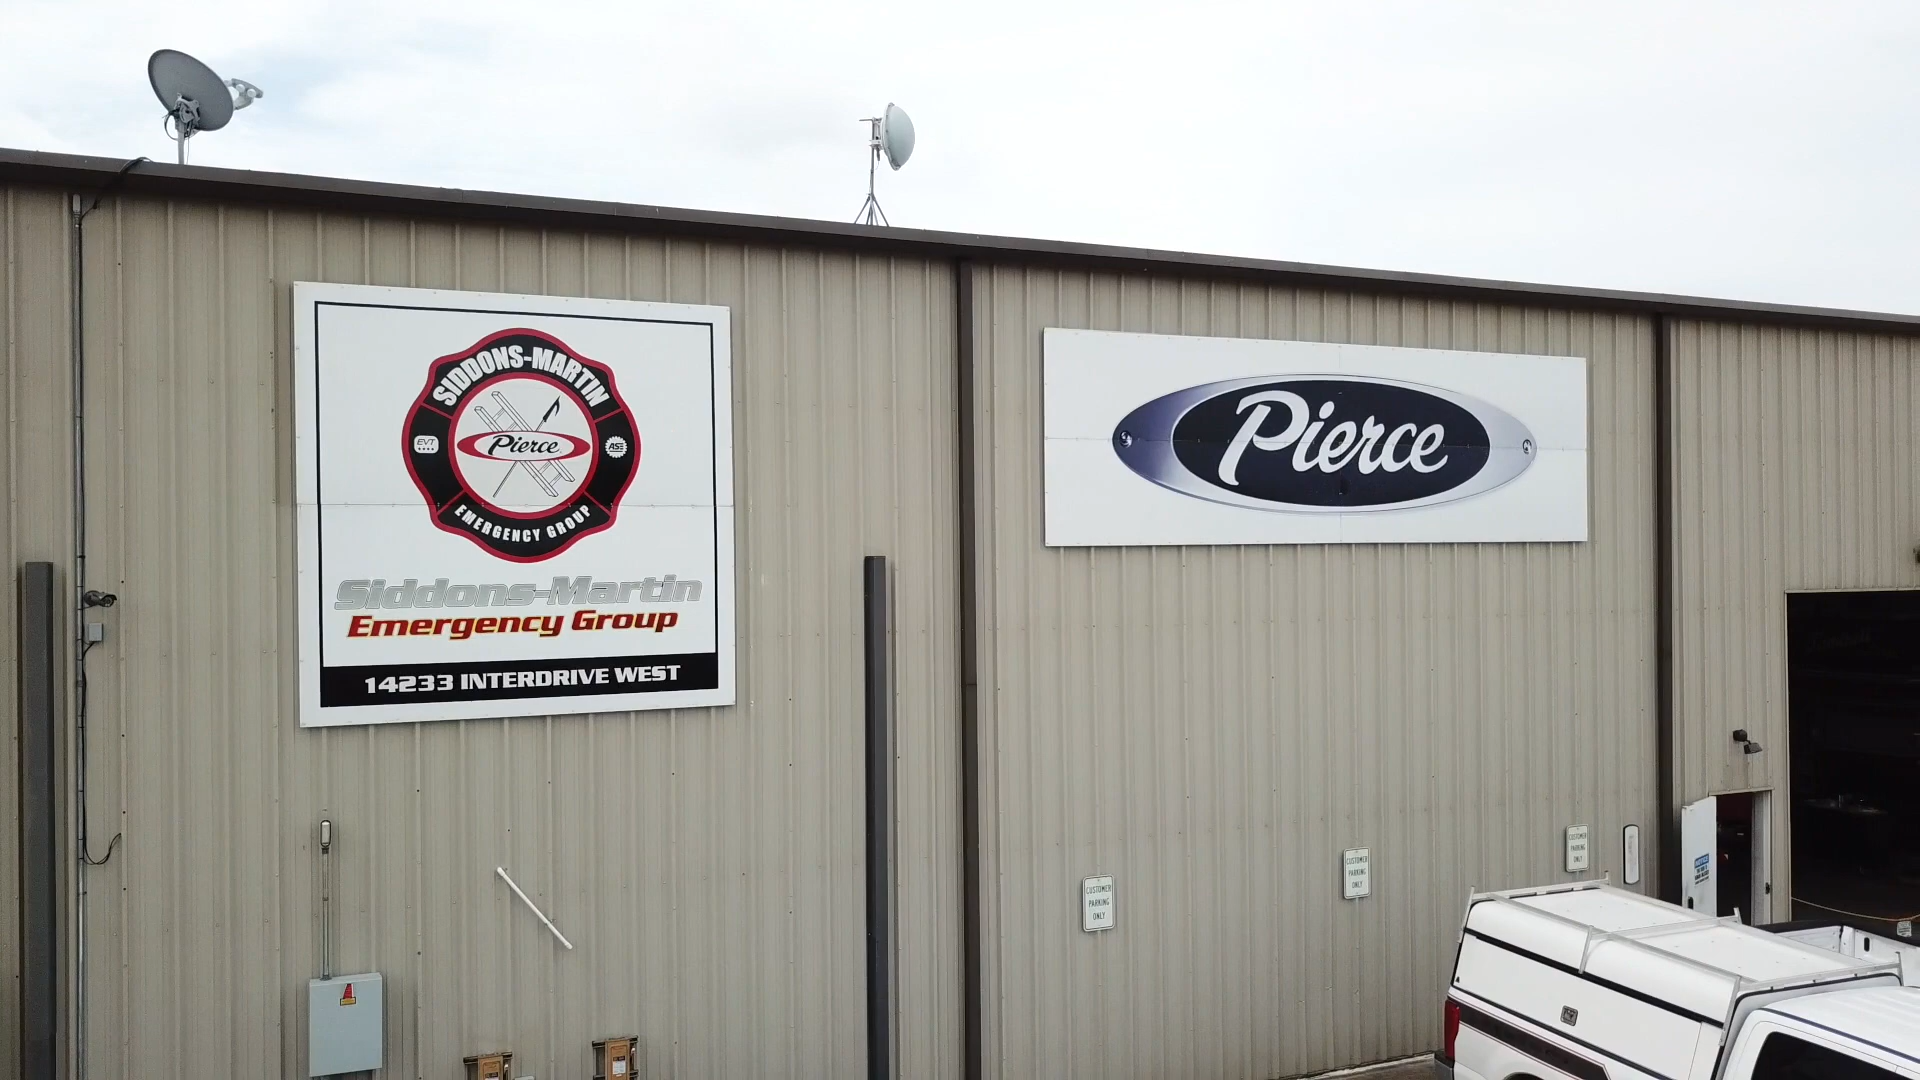 SIDDONS-MARTIN
EVT
Pierce
ASE
EMERGENCY GROUP
Siddons-Martin
Emergency Group
14233 INTERDRIVE WEST
Pierce
CUSTOMER
PARKING
ONLY
CUSTOMER
PARKING
ONLY
CUSTOMER
PARKING
ONLY